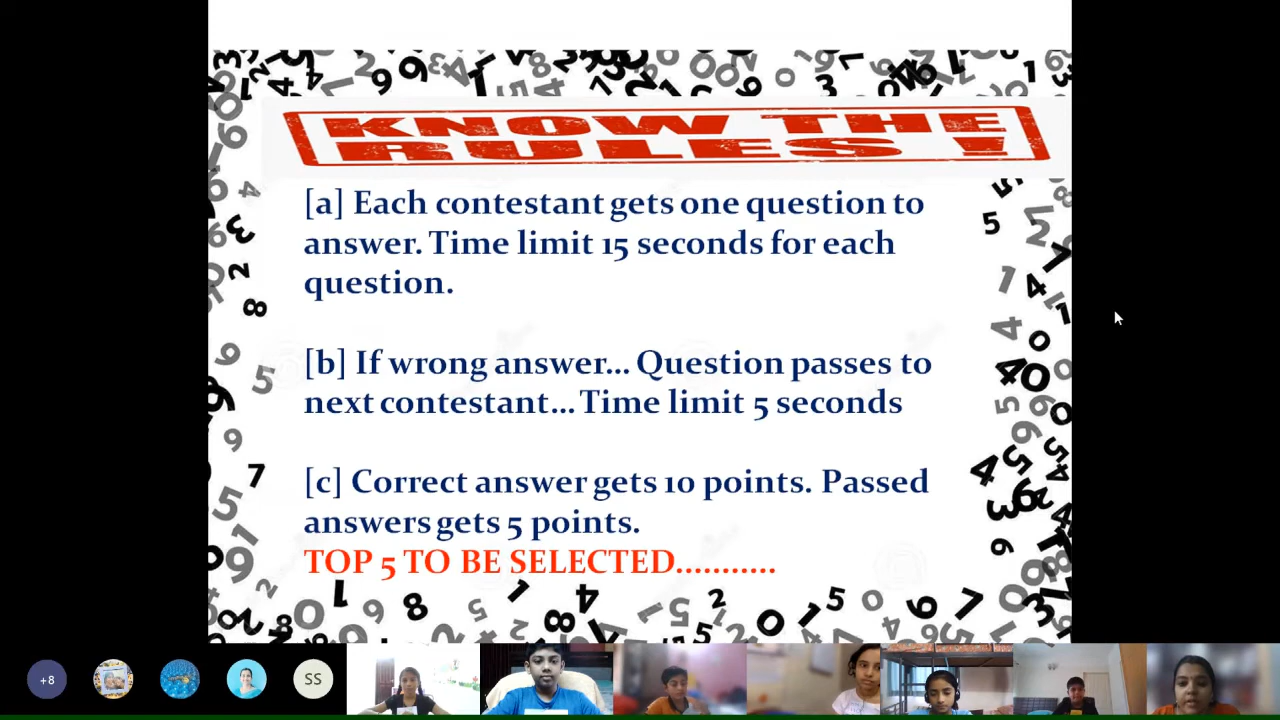 KNOW THE
RULES !
[a] Each contestant gets one question to
answer. Time limit 15 seconds for each
question.
[b] If wrong answer... Question passes to
next contestant... Time limit 5 seconds
[c] Correct answer gets 10 points. Passed
answers gets 5 points.
TOP 5 TO BE SELECTED...........
+8
SS